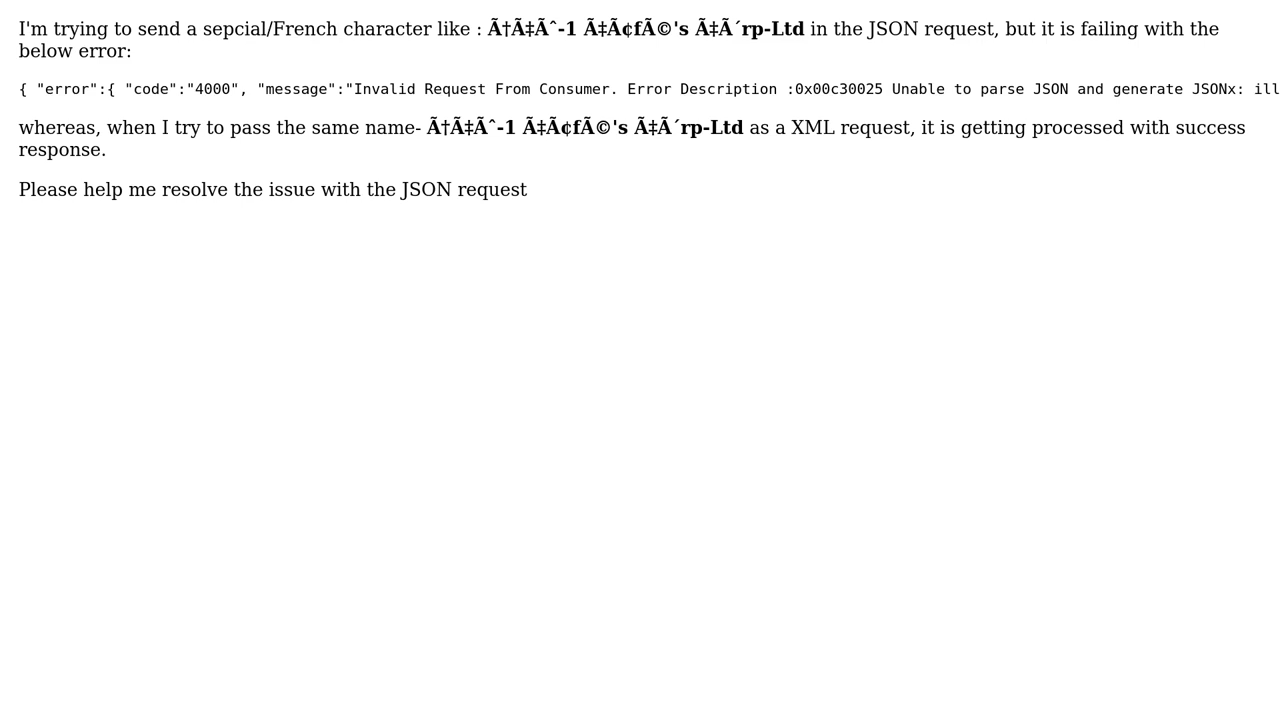 I'm trying to send a sepcial/French character like : Ã†Ã‡Ãˆ-1 Ã‡Ã¢fÃ©'s Ã‡Ã´rp-Ltd in the JSON request, but it is failing with the
below error:
{ "error":{ "code":"4000", "message":"Invalid Request From Consumer. Error Description :0x00c30025 Unable to parse JSON and generate JSONx: ill
whereas, when I try to pass the same name- Ã†Ã‡Ãˆ-1 Ã‡Ã¢fÃ©'s Ã‡Ã´rp-Ltd as a XML request, it is getting processed with success
response.
Please help me resolve the issue with the JSON request